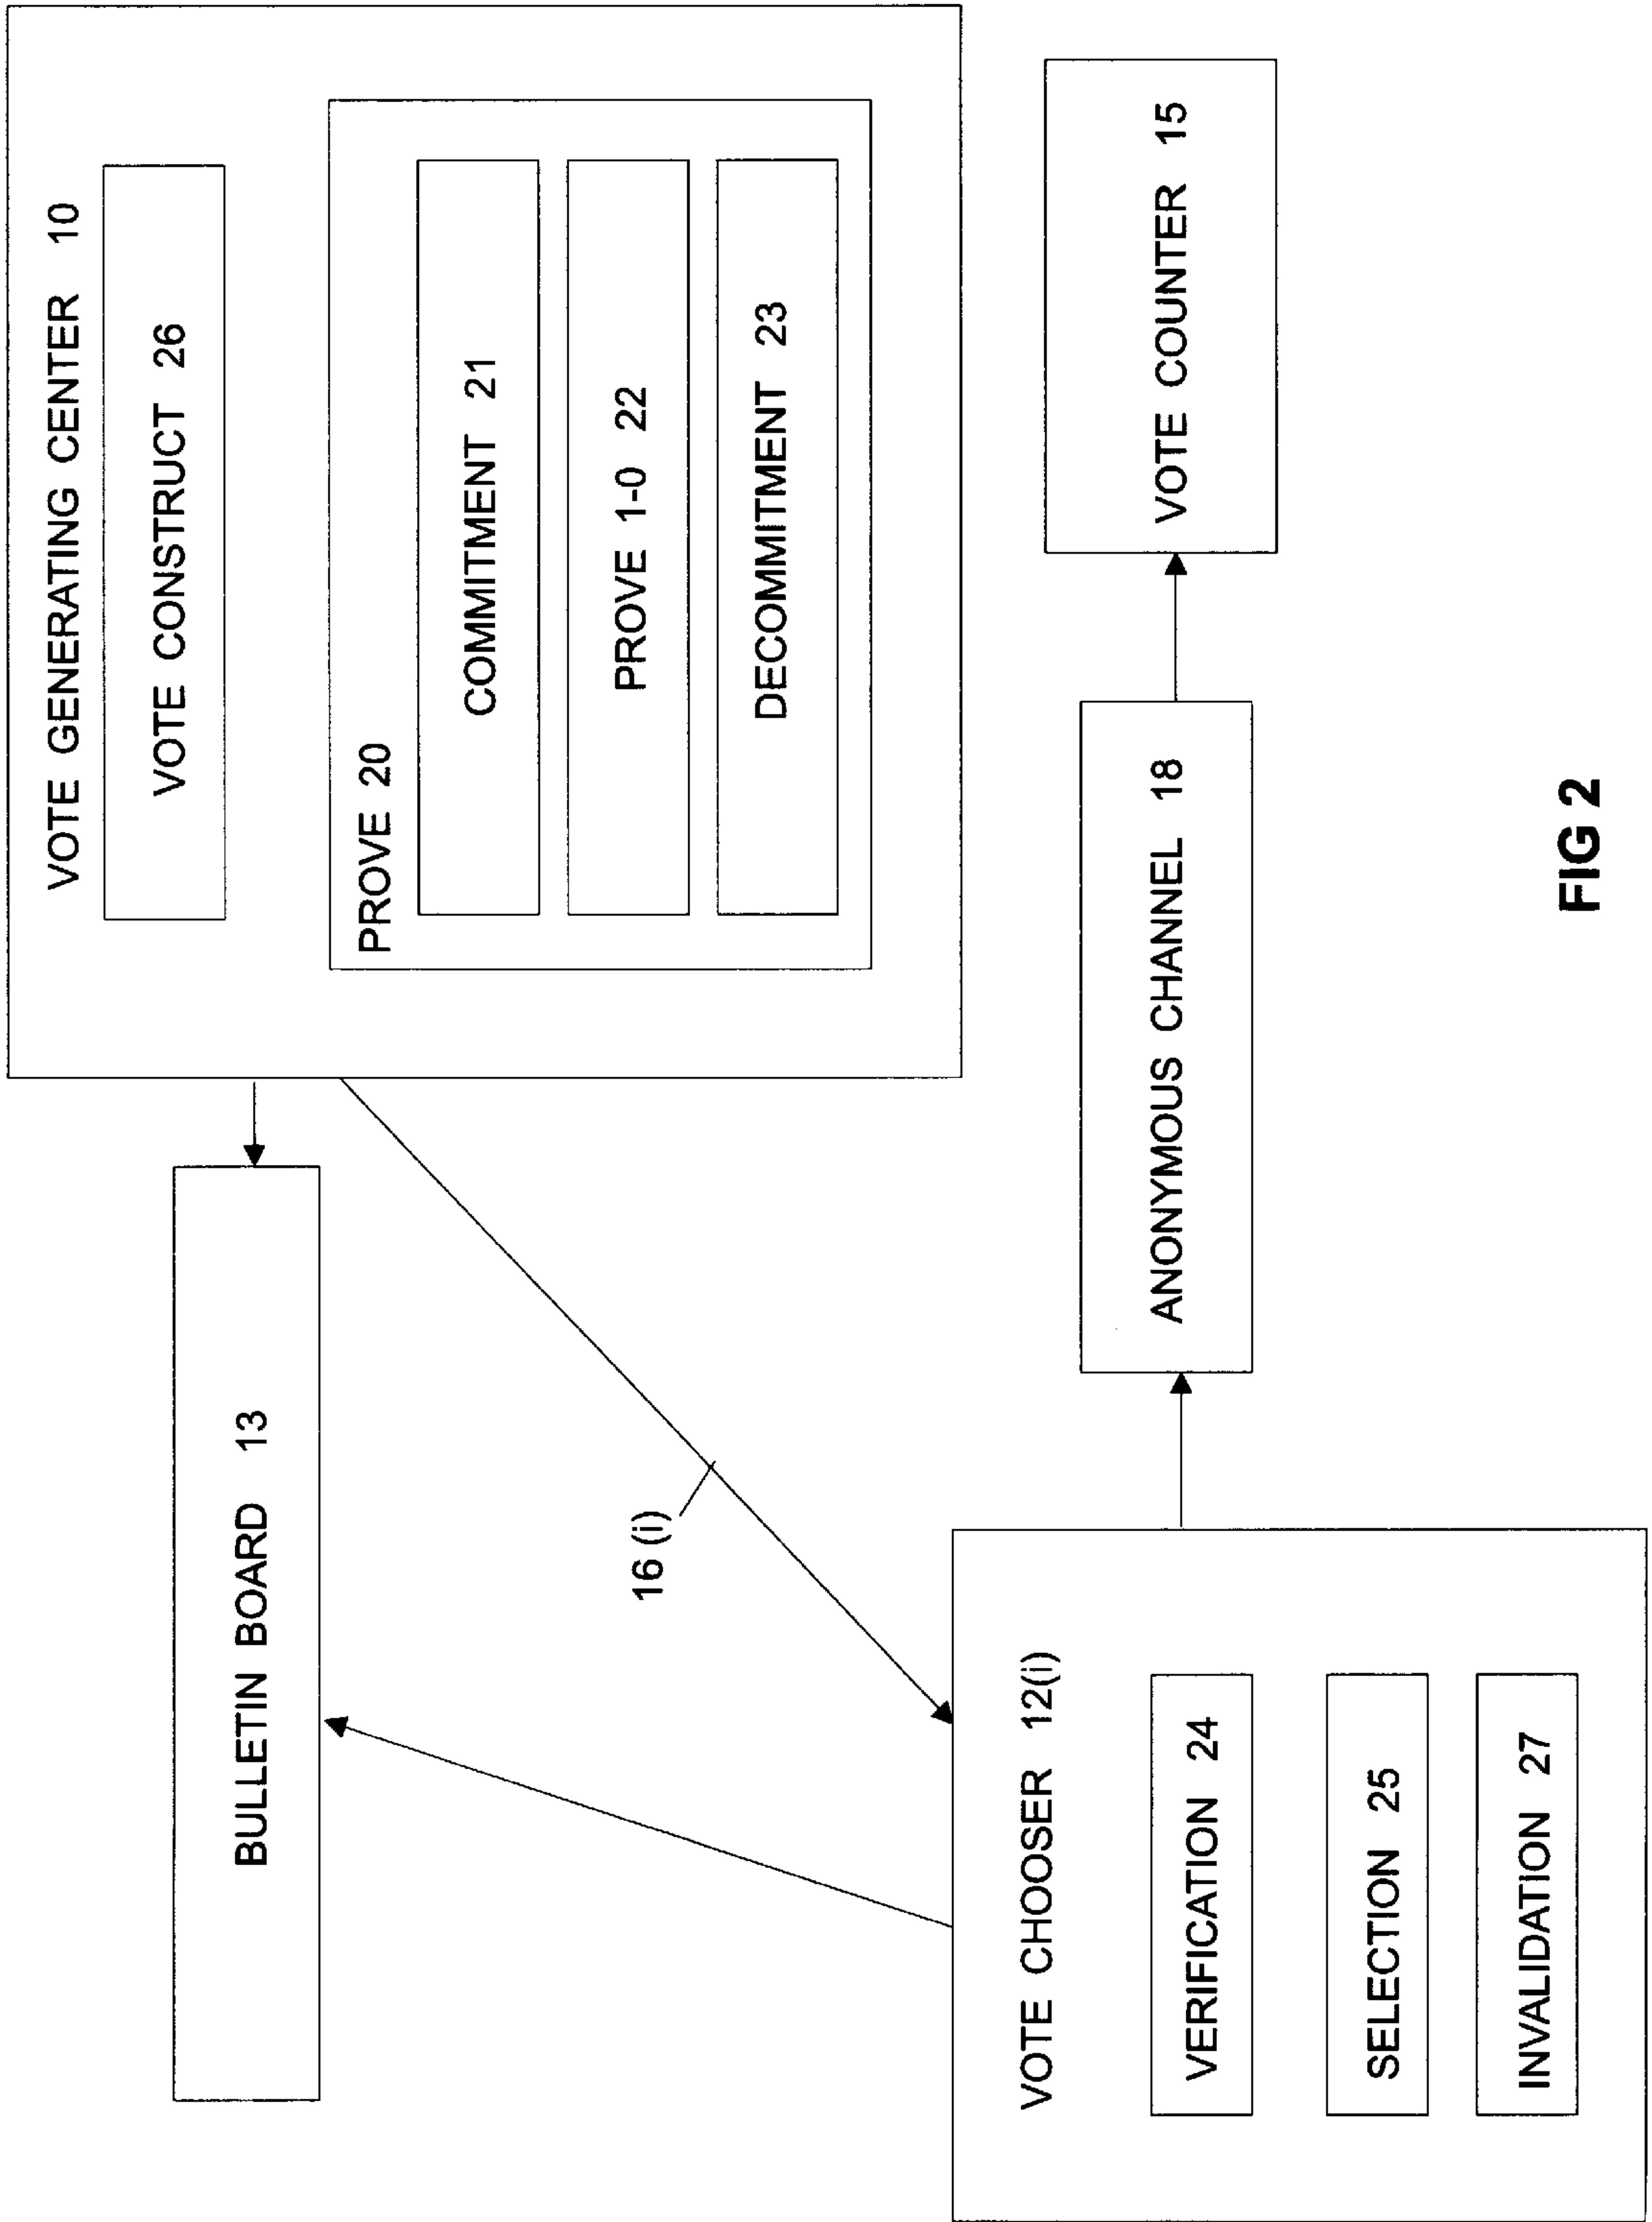 VOTE GENERATING CENTER 10
VOTE CONSTRUCT 26
PROVE 20
COMMITMENT 21
PROVE 1-0 22
DECOMMITMENT 23
BULLETIN BOARD 13
16 (i)
VOTE CHOOSER 12(i)
VERIFICATION 24
SELECTION 25
INVALIDATION 27
ANONYMOUS CHANNEL 18
VOTE COUNTER 15
FIG 2